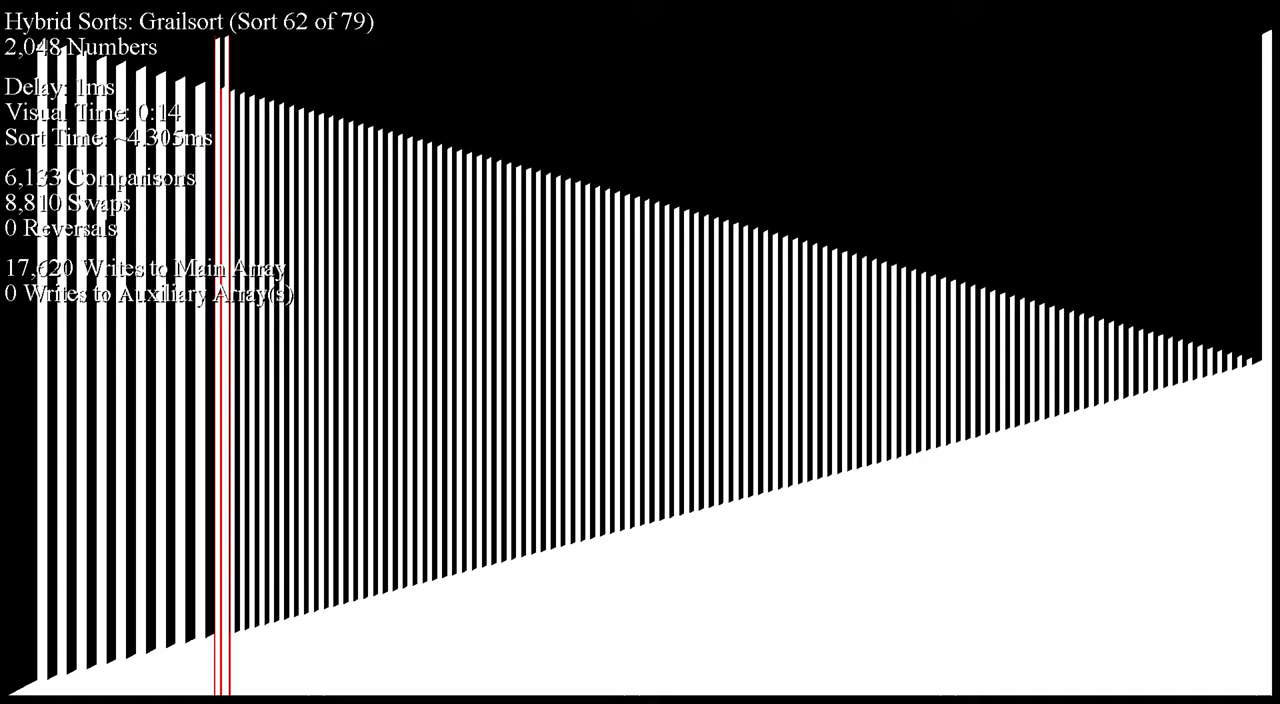 Hybrid Sorts: Grailsort (Sort 62 of 79)
2,048 Numbers
Delay: 1ms
Visual Time: 0:14
Sort Time: ~4.305ms
6,133 Comparisons
8,810 Swaps
0 Reversals
17,620 Writes to Main Array
0 Writes to Auxiliary Array(s)